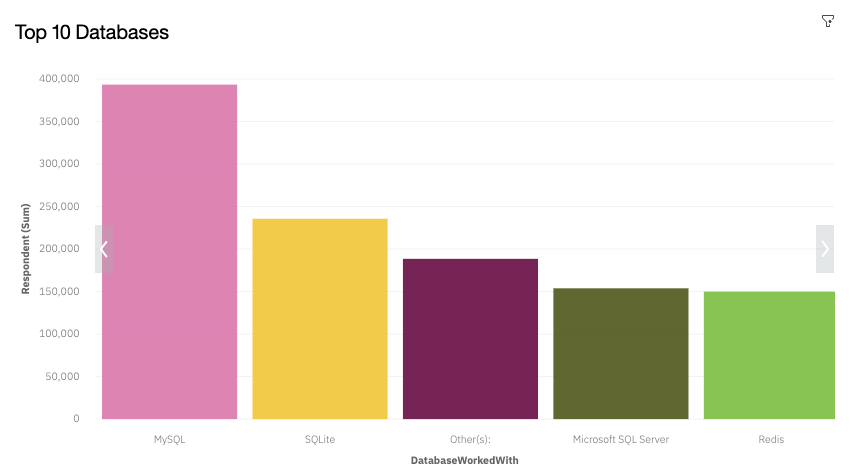 Top 10 Databases
400,000
350,000
300,000
250,000
200,000
150,000
100,000
50,000
0
Respondent (Sum)
MySQL
SQLite
Other(s):
Microsoft SQL Server
Redis
DatabaseWorkedWith